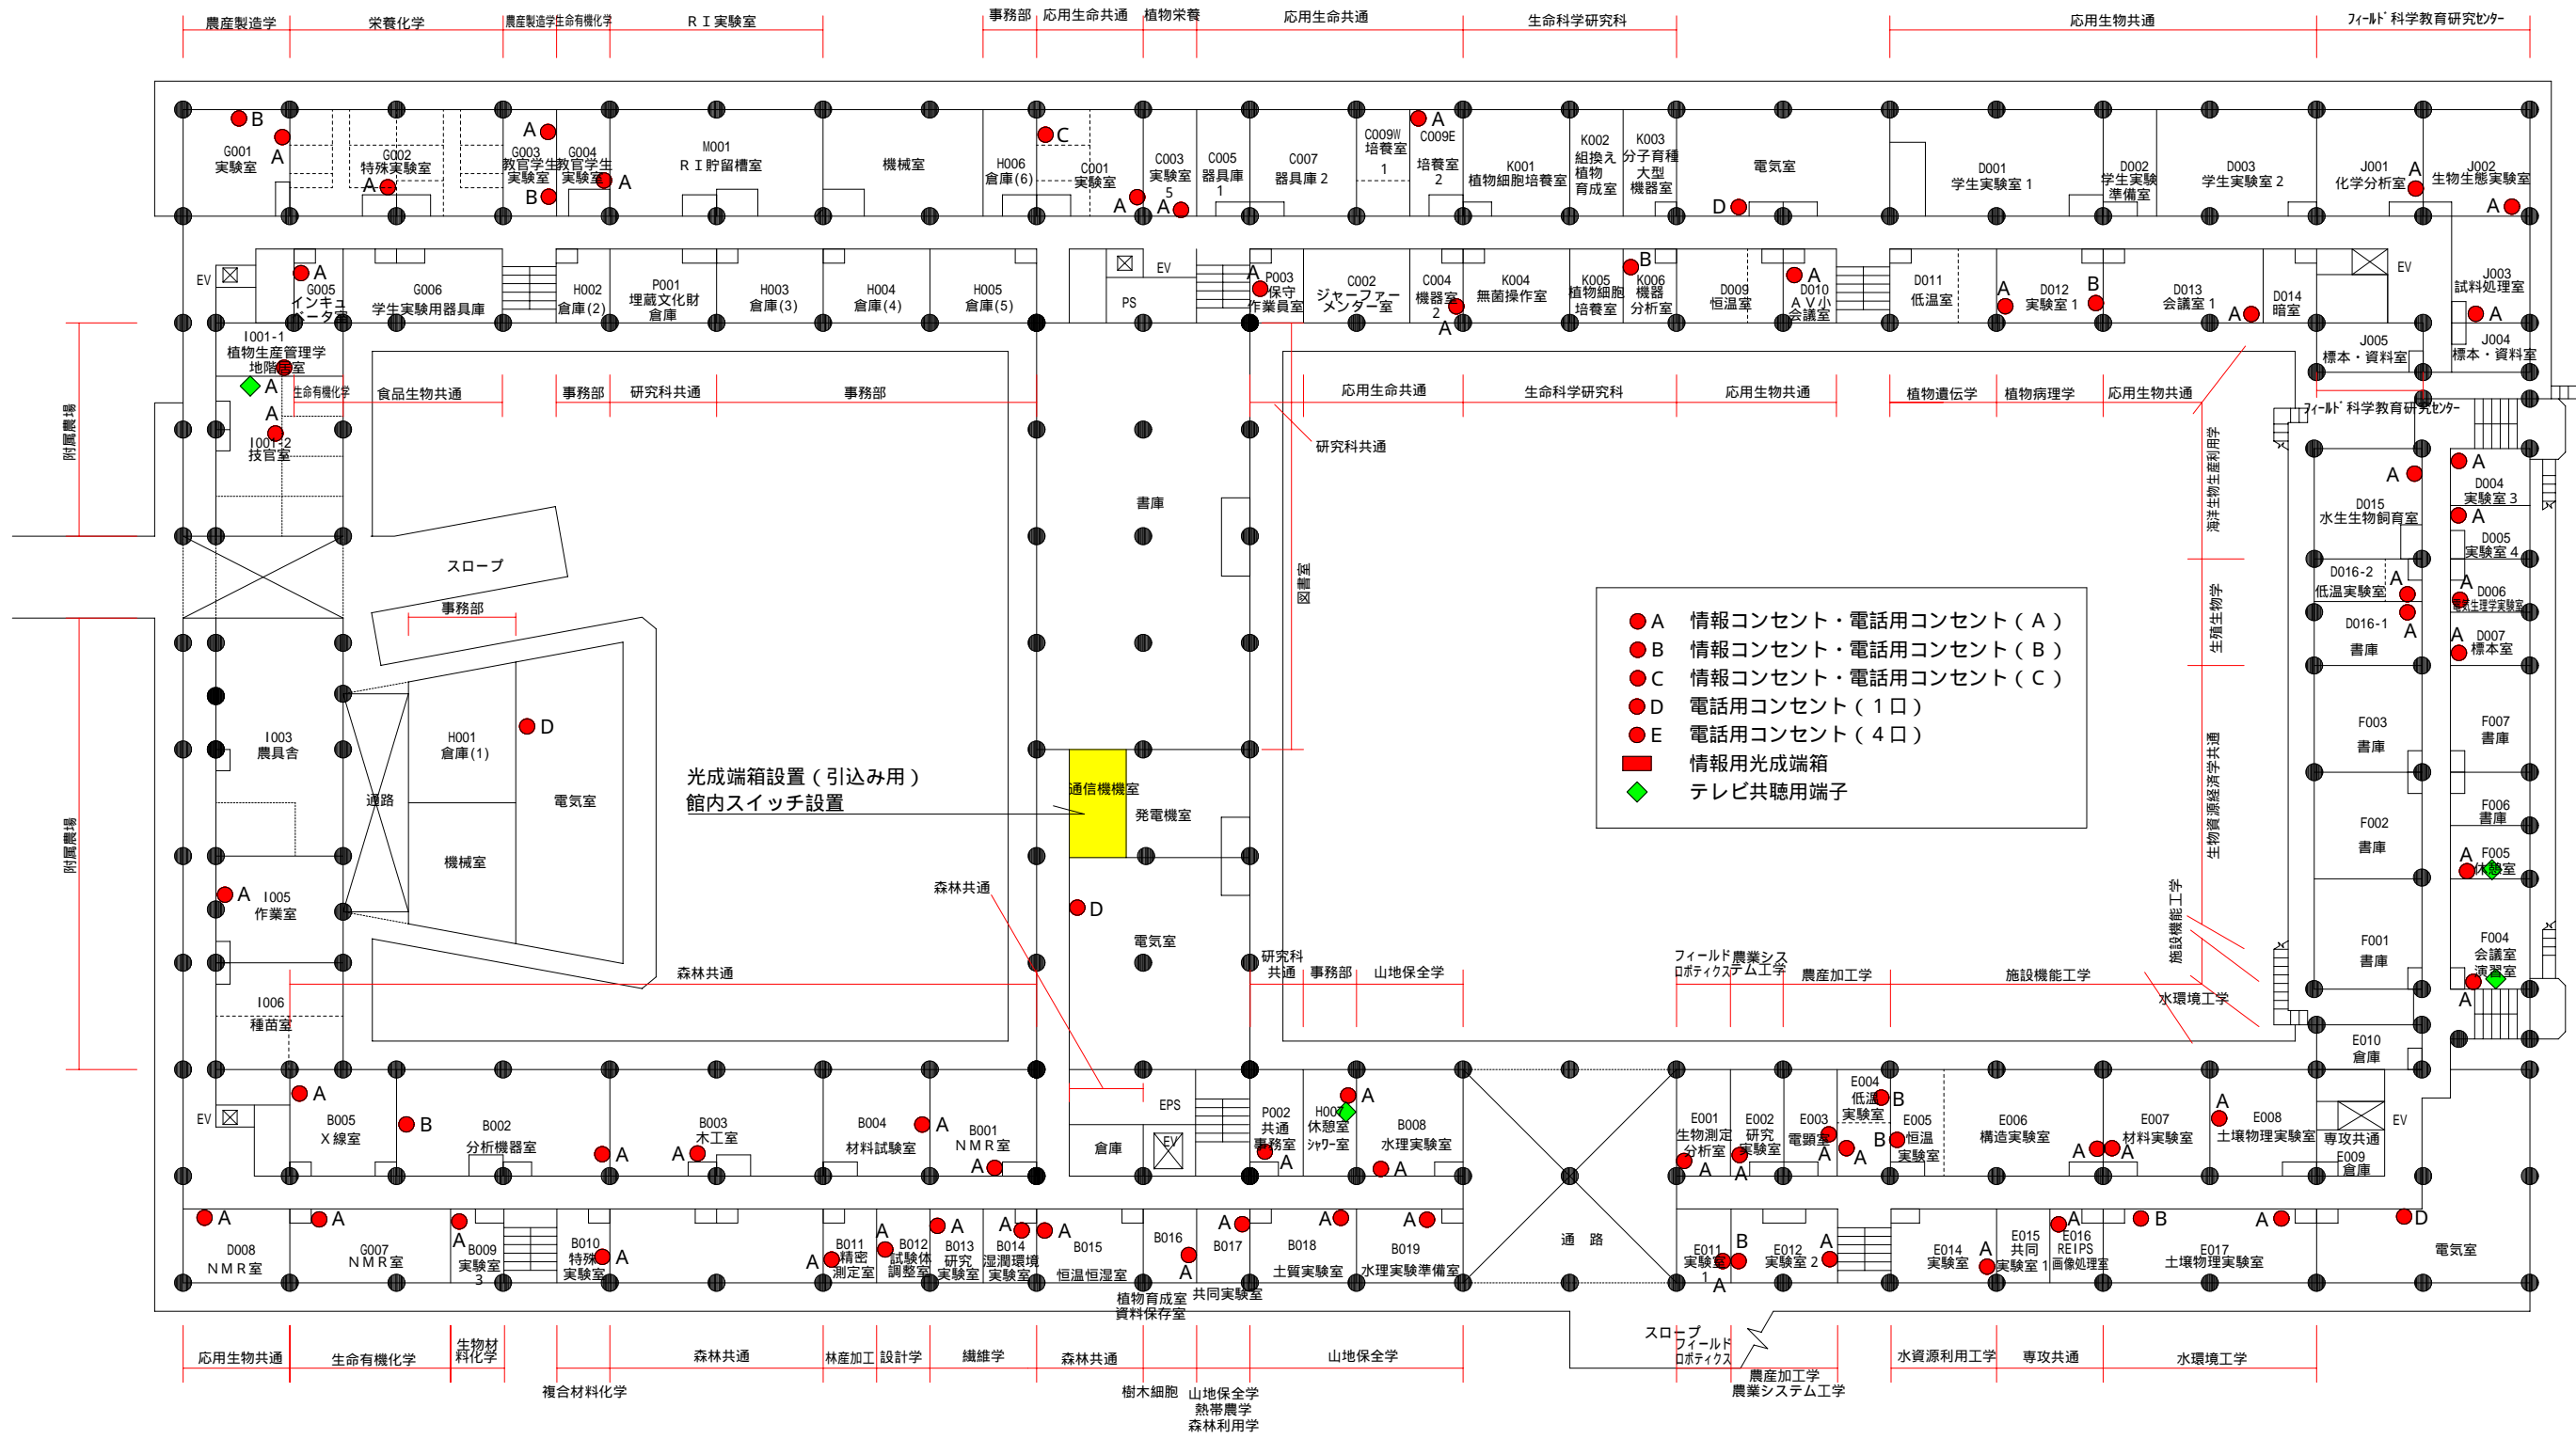 農産製造学
栄養化学
農産製造学
生命有機化学
ＲＩ実験室
事務部
応用生命共通
植物栄養
応用生命共通
生命科学研究科
応用生物共通
フィールド科学教育研究センター
B
A
G001
実験室
G002
特殊実験室
A
A
G003
教官学生
実験室
B
G004
教官学生
実験室
A
M001
ＲＩ貯留槽室
機械室
H006
倉庫(6)
C
C001
実験室
A
C003
実験室
5
A
C005
器具庫
1
C007
器具庫２
C009W
培養室
1
A
C009E
培養室
2
K001
植物細胞培養室
K002
組換え
植物
育成室
K003
分子育種
大型
機器室
電気室
D
D001
学生実験室１
D002
学生実験
準備室
D003
学生実験室２
J001
化学分析室
A
J002
生物生態実験室
A
EV
A
G005
インキュ
ベータ室
G006
学生実験用器具庫
H002
倉庫(2)
P001
埋蔵文化財
倉庫
H003
倉庫(3)
H004
倉庫(4)
H005
倉庫(5)
EV
PS
A
P003
保守
作業員室
C002
ジャーファー
メンター室
C004
機器室
2
A
K004
無菌操作室
K005
植物細胞
培養室
B
K006
機器
分析室
D009
恒温室
A
D010
ＡＶ小
会議室
D011
低温室
A
D012
実験室１
B
D013
会議室１
A
D014
暗室
EV
J003
試料処理室
A
J005
標本・資料室
J004
標本・資料室
I001-1
植物生産管理学
地階控室
A
A
I001-2
技官室
生命有機化学
食品生物共通
事務部
研究科共通
事務部
応用生命共通
生命科学研究科
応用生物共通
植物遺伝学
植物病理学
応用生物共通
フィールド科学教育研究センター
研究科共通
附属農場
書庫
図書室
海洋生物生産利用学
A
D015
水生生物飼育室
A
D004
実験室３
A
D005
実験室４
スロープ
生殖生物学
D016-2
低温実験室
A
A
D006
電気生理学実験室
D016-1
書庫
A
A
D007
標本室
事務部
A 情報コンセント・電話用コンセント（Ａ）
B 情報コンセント・電話用コンセント（Ｂ）
C 情報コンセント・電話用コンセント（Ｃ）
D 電話用コンセント（１口）
E 電話用コンセント（４口）
情報用光成端箱
テレビ共聴用端子
I003
農具舎
H001
倉庫(1)
D
電気室
通路
機械室
光成端箱設置（引込み用）
館内スイッチ設置
通信機機室
発電機室
附属農場
生物資源経済学共通
F003
書庫
F007
書庫
F002
書庫
F006
書庫
A
F005
休憩室
A
I005
作業室
森林共通
D
電気室
施設機能工学
F001
書庫
F004
会議室
演習室
A
I006
種苗室
森林共通
研究科
共通
事務部
山地保全学
フィールド
ロボティクス
農業シス
テム工学
農産加工学
施設機能工学
水環境工学
E010
倉庫
EV
A
B005
Ｘ線室
B
B002
分析機器室
A
B003
木工室
A
B004
材料試験室
A
B001
ＮＭＲ室
A
EPS
倉庫
EV
P002
共通
事務室
A
H007
休憩室
シャワー室
A
B008
水理実験室
A
E001
生物測定
分析室
A
E002
研究
実験室
A
E003
電顕室
A
E004
低温
実験室
B
A
B
E005
恒温
実験室
E006
構造実験室
A
A
E007
材料実験室
A
E008
土壌物理実験室
EV
専攻共通
E009
倉庫
A
D008
ＮＭＲ室
A
G007
ＮＭＲ室
A
B009
実験室
3
B010
特殊
実験室
A
A
B011
精密
測定室
A
B012
試験体
調整室
A
B013
研究
実験室
B014
湿潤環境
実験室
A
B015
恒温恒湿室
B016
A
植物育成室
資料保存室
A
B017
共同実験室
A
B018
土質実験室
A
B019
水理実験準備室
通　路
E011
実験室
1
A
B
E012
実験室２
A
E014
実験室
A
E015
共同
実験室１
A
E016
REIPS
画像処理室
B
A
E017
土壌物理実験室
D
電気室
スロープ
応用生物共通
生命有機化学
生物材
料化学
複合材料化学
森林共通
林産加工
設計学
繊維学
森林共通
樹木細胞
山地保全学
熱帯農学
森林利用学
山地保全学
フィールド
ロボティクス
農産加工学
農業システム工学
水資源利用工学
専攻共通
水環境工学